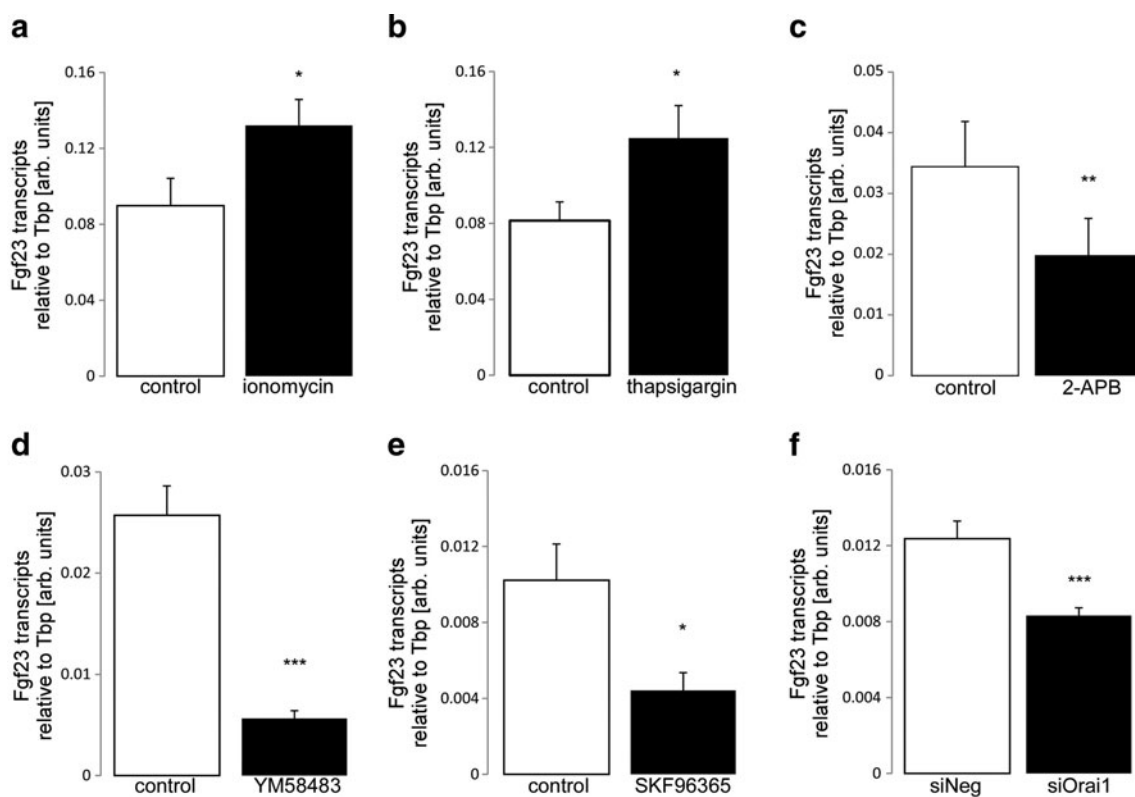 a
Fgf23 transcripts
relative to Tbp [arb. units]
0.16
0.12
0.08
0.04
0
*
control
ionomycin
b
Fgf23 transcripts
relative to Tbp [arb. units]
0.16
0.12
0.08
0.04
0
*
control
thapsigargin
c
Fgf23 transcripts
relative to Tbp [arb. units]
0.05
0.04
0.03
0.02
0.01
0
**
control
2-APB
d
Fgf23 transcripts
relative to Tbp [arb. units]
0.03
0.02
0.01
0
***
control
YM58483
e
Fgf23 transcripts
relative to Tbp [arb. units]
0.016
0.012
0.008
0.004
0
*
control
SKF96365
f
Fgf23 transcripts
relative to Tbp [arb. units]
0.016
0.012
0.008
0.004
0
***
siNeg
siOrai1